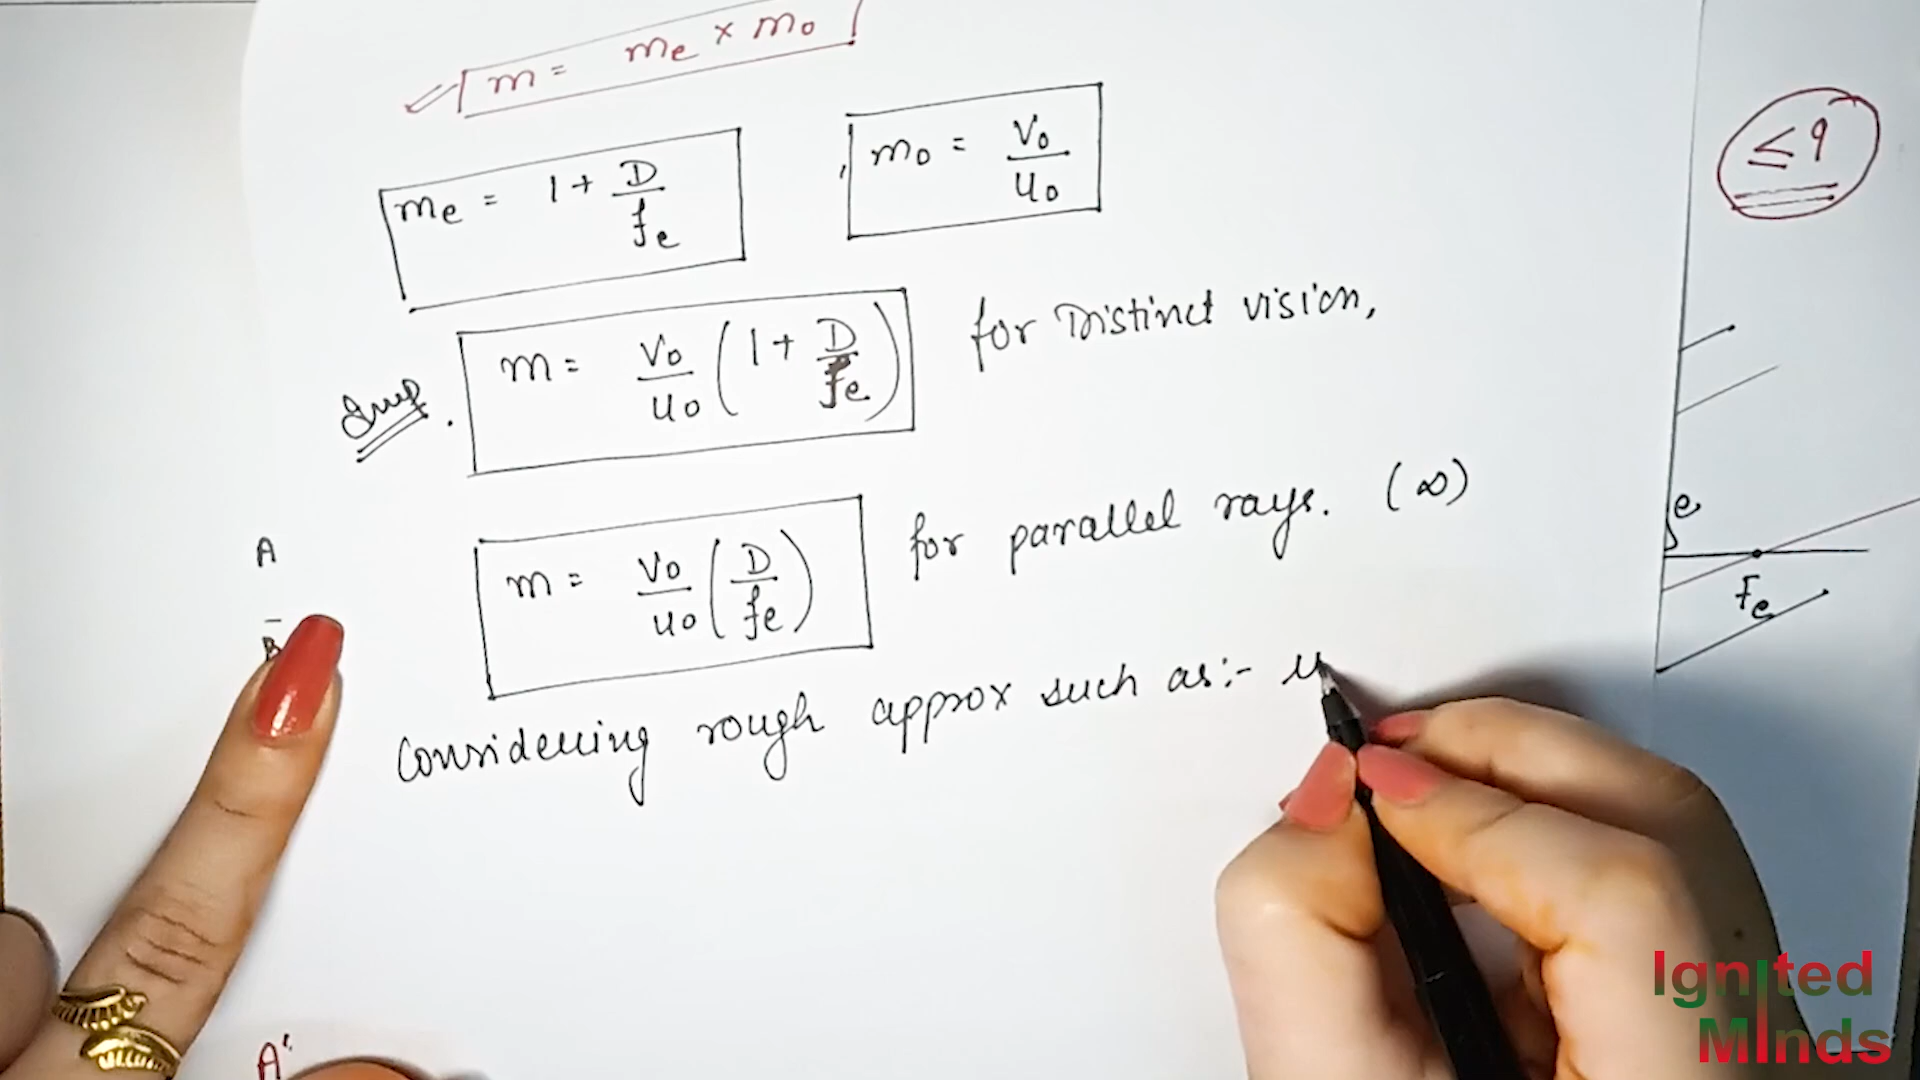 m = me × mo
me = 1 + D/fe , mo = vo/uo
≤ 9
Imp. m = vo/uo (1 + D/fe) for Distinct vision,
m = vo/uo (D/fe) for parallel rays. (∞)
e
Fe
A
B
Considering rough approx such as:- u
A'
Ignited
Minds